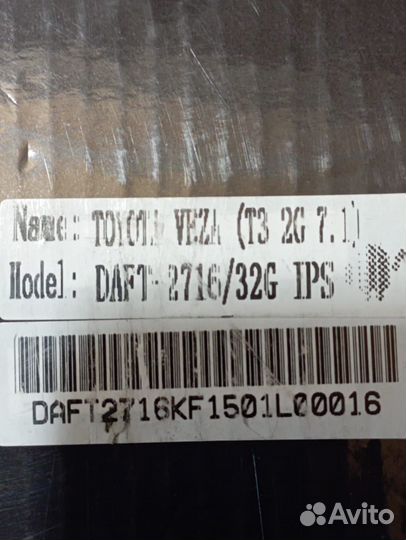 Name: TOYOTA VEZA (T3 2G 7.1)
Model: DAFT-2716/32G IPS
DAFT2716KF1501L00016
Avito